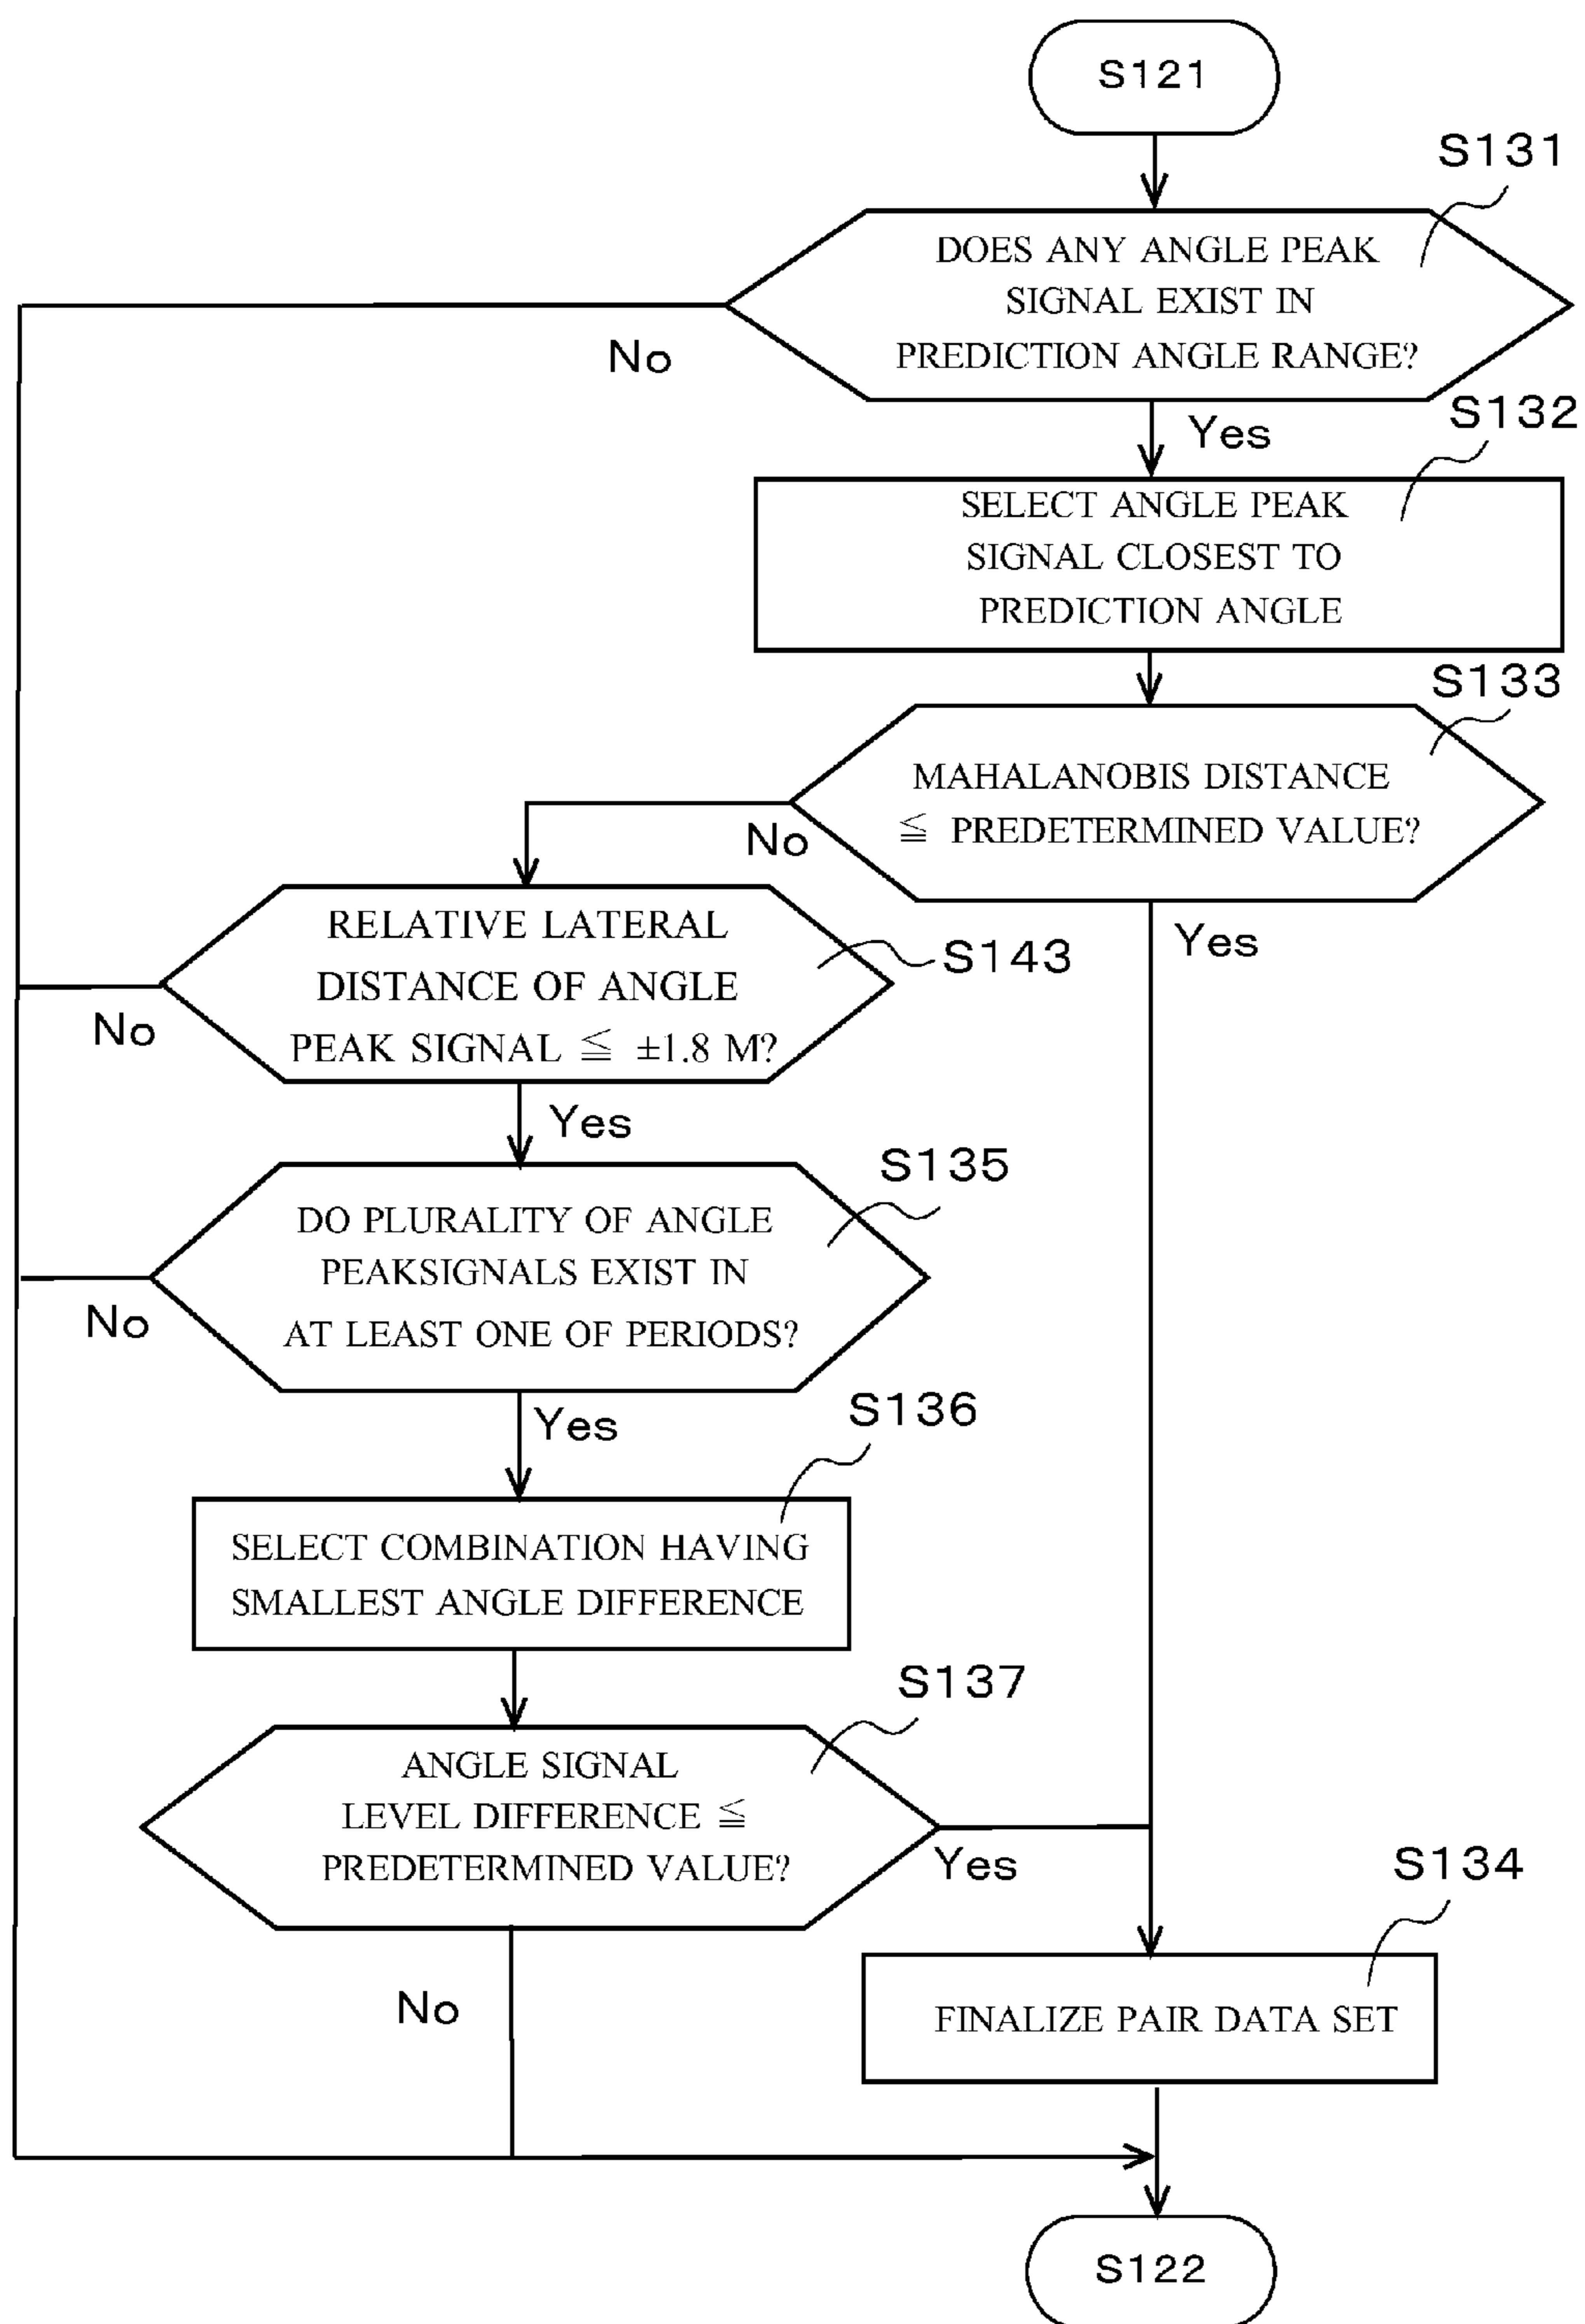 S121
S131
DOES ANY ANGLE PEAK
SIGNAL EXIST IN
PREDICTION ANGLE RANGE?
No
Yes
S132
SELECT ANGLE PEAK
SIGNAL CLOSEST TO
PREDICTION ANGLE
S133
MAHALANOBIS DISTANCE
≦ PREDETERMINED VALUE?
No
Yes
RELATIVE LATERAL
DISTANCE OF ANGLE
PEAK SIGNAL ≦ ±1.8 M?
S143
No
Yes
S135
DO PLURALITY OF ANGLE
PEAKSIGNALS EXIST IN
AT LEAST ONE OF PERIODS?
No
Yes
S136
SELECT COMBINATION HAVING
SMALLEST ANGLE DIFFERENCE
S137
ANGLE SIGNAL
LEVEL DIFFERENCE ≦
PREDETERMINED VALUE?
Yes
No
S134
FINALIZE PAIR DATA SET
S122